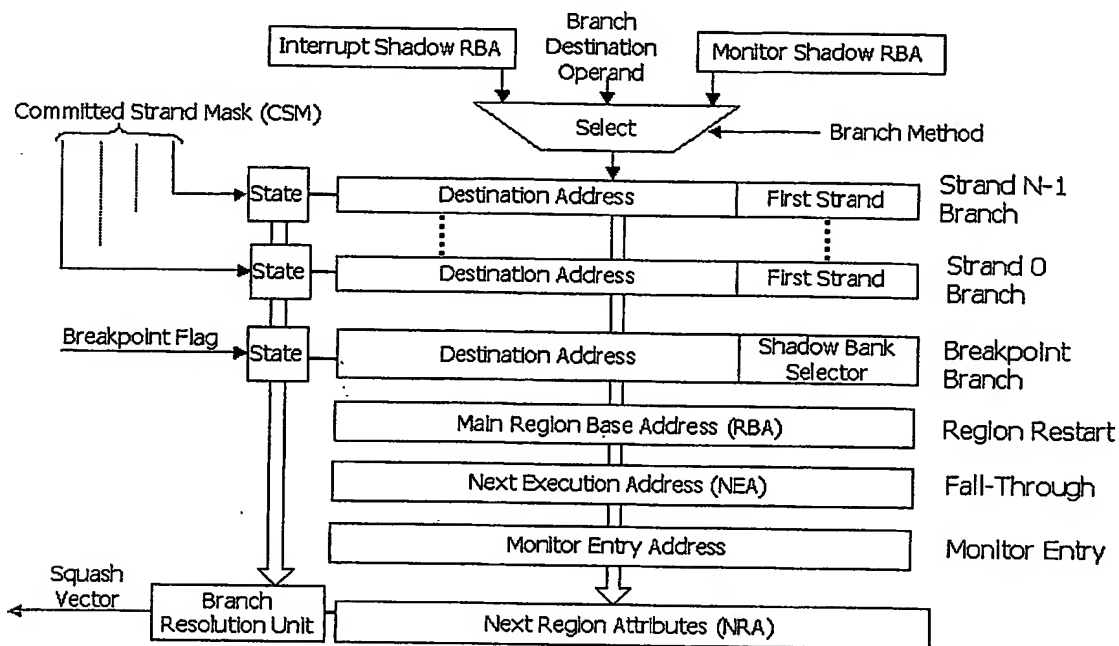 Interrupt Shadow RBA
Branch
Destination
Operand
Monitor Shadow RBA
Committed Strand Mask (CSM)
Select
Branch Method
State
Destination Address
First Strand
Strand N-1
Branch
State
Destination Address
First Strand
Strand 0
Branch
Breakpoint Flag
State
Destination Address
Shadow Bank
Selector
Breakpoint
Branch
Main Region Base Address (RBA)
Region Restart
Next Execution Address (NEA)
Fall-Through
Monitor Entry Address
Monitor Entry
Squash
Vector
Branch
Resolution Unit
Next Region Attributes (NRA)